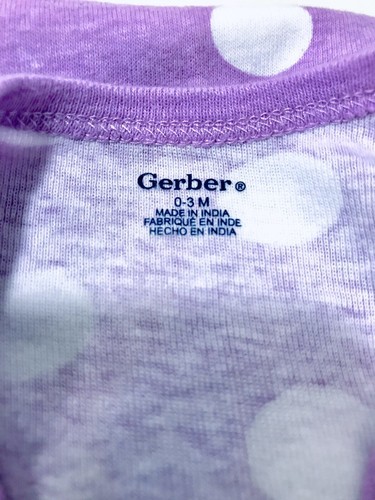 Gerber®
0-3 M
MADE IN INDIA
FABRIQUÉ EN INDE
HECHO EN INDIA